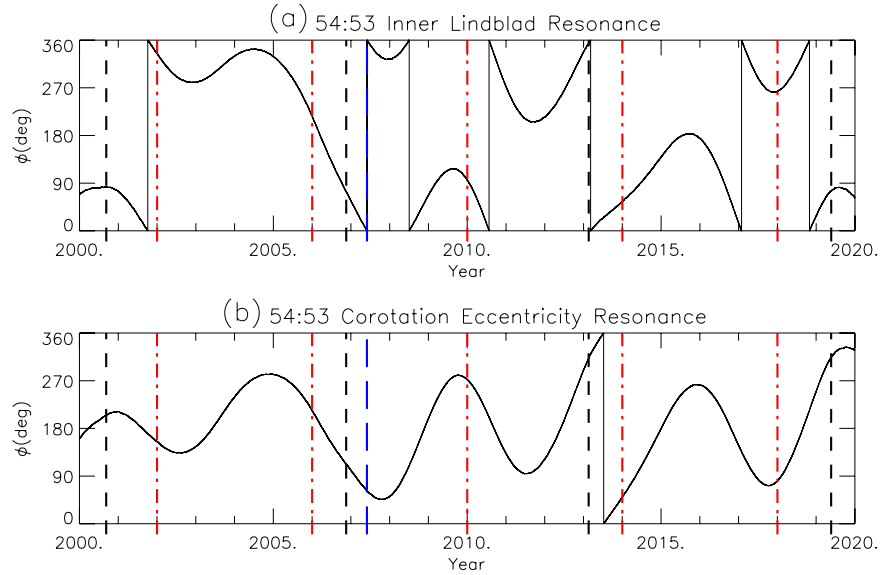 (a) 54:53 Inner Lindblad Resonance
360
270
180
90
0
ϕ(deg)
2000. 2005. 2010. 2015. 2020.
Year
(b) 54:53 Corotation Eccentricity Resonance
360
270
180
90
0
ϕ(deg)
2000. 2005. 2010. 2015. 2020.
Year